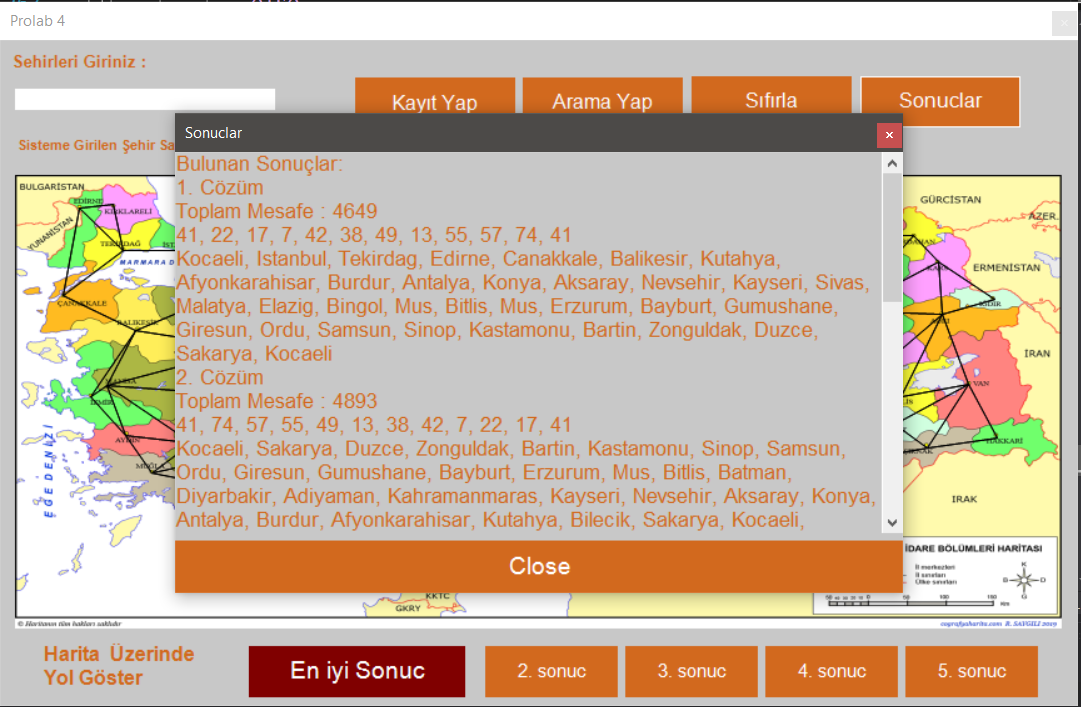 Prolab 4
Sehirleri Giriniz :
Kayıt Yap
Arama Yap
Sıfırla
Sonuclar
Sisteme Girilen Şehir Sa
Sonuclar
Bulunan Sonuçlar:
1. Cözüm
Toplam Mesafe : 4649
41, 22, 17, 7, 42, 38, 49, 13, 55, 57, 74, 41
Kocaeli, Istanbul, Tekirdag, Edirne, Canakkale, Balikesir, Kutahya,
Afyonkarahisar, Burdur, Antalya, Konya, Aksaray, Nevsehir, Kayseri, Sivas,
Malatya, Elazig, Bingol, Mus, Bitlis, Mus, Erzurum, Bayburt, Gumushane,
Giresun, Ordu, Samsun, Sinop, Kastamonu, Bartin, Zonguldak, Duzce,
Sakarya, Kocaeli
2. Cözüm
Toplam Mesafe : 4893
41, 74, 57, 55, 49, 13, 38, 42, 7, 22, 17, 41
Kocaeli, Sakarya, Duzce, Zonguldak, Bartin, Kastamonu, Sinop, Samsun,
Ordu, Giresun, Gumushane, Bayburt, Erzurum, Mus, Bitlis, Batman,
Diyarbakir, Adiyaman, Kahramanmaras, Kayseri, Nevsehir, Aksaray, Konya,
Antalya, Burdur, Afyonkarahisar, Kutahya, Bilecik, Sakarya, Kocaeli,
Close
BULGARİSTAN
EDİRNE
KIRKLARELİ
YUNANİSTAN
TEKİRDAĞ
İST
MARMARA D
ÇANAKKALE
BALIKESİR
MANİSA
İZMİR
AYDIN
MUĞLA
EGE DENİZİ
GÜRCİSTAN
AZER.
ERMENİSTAN
KARS
IĞDIR
AĞRI
İRAN
VAN
HAKKARİ
IRAK
KKTC
GKRY
İDARE BÖLÜMLERİ HARİTASI
İl merkezleri
İl sınırları
Ülke sınırları
K
B
D
G
© Haritanın tüm hakları saklıdır
cografyaharita.com R. SAYGILI 2019
Harita Üzerinde
Yol Göster
En iyi Sonuc
2. sonuc
3. sonuc
4. sonuc
5. sonuc